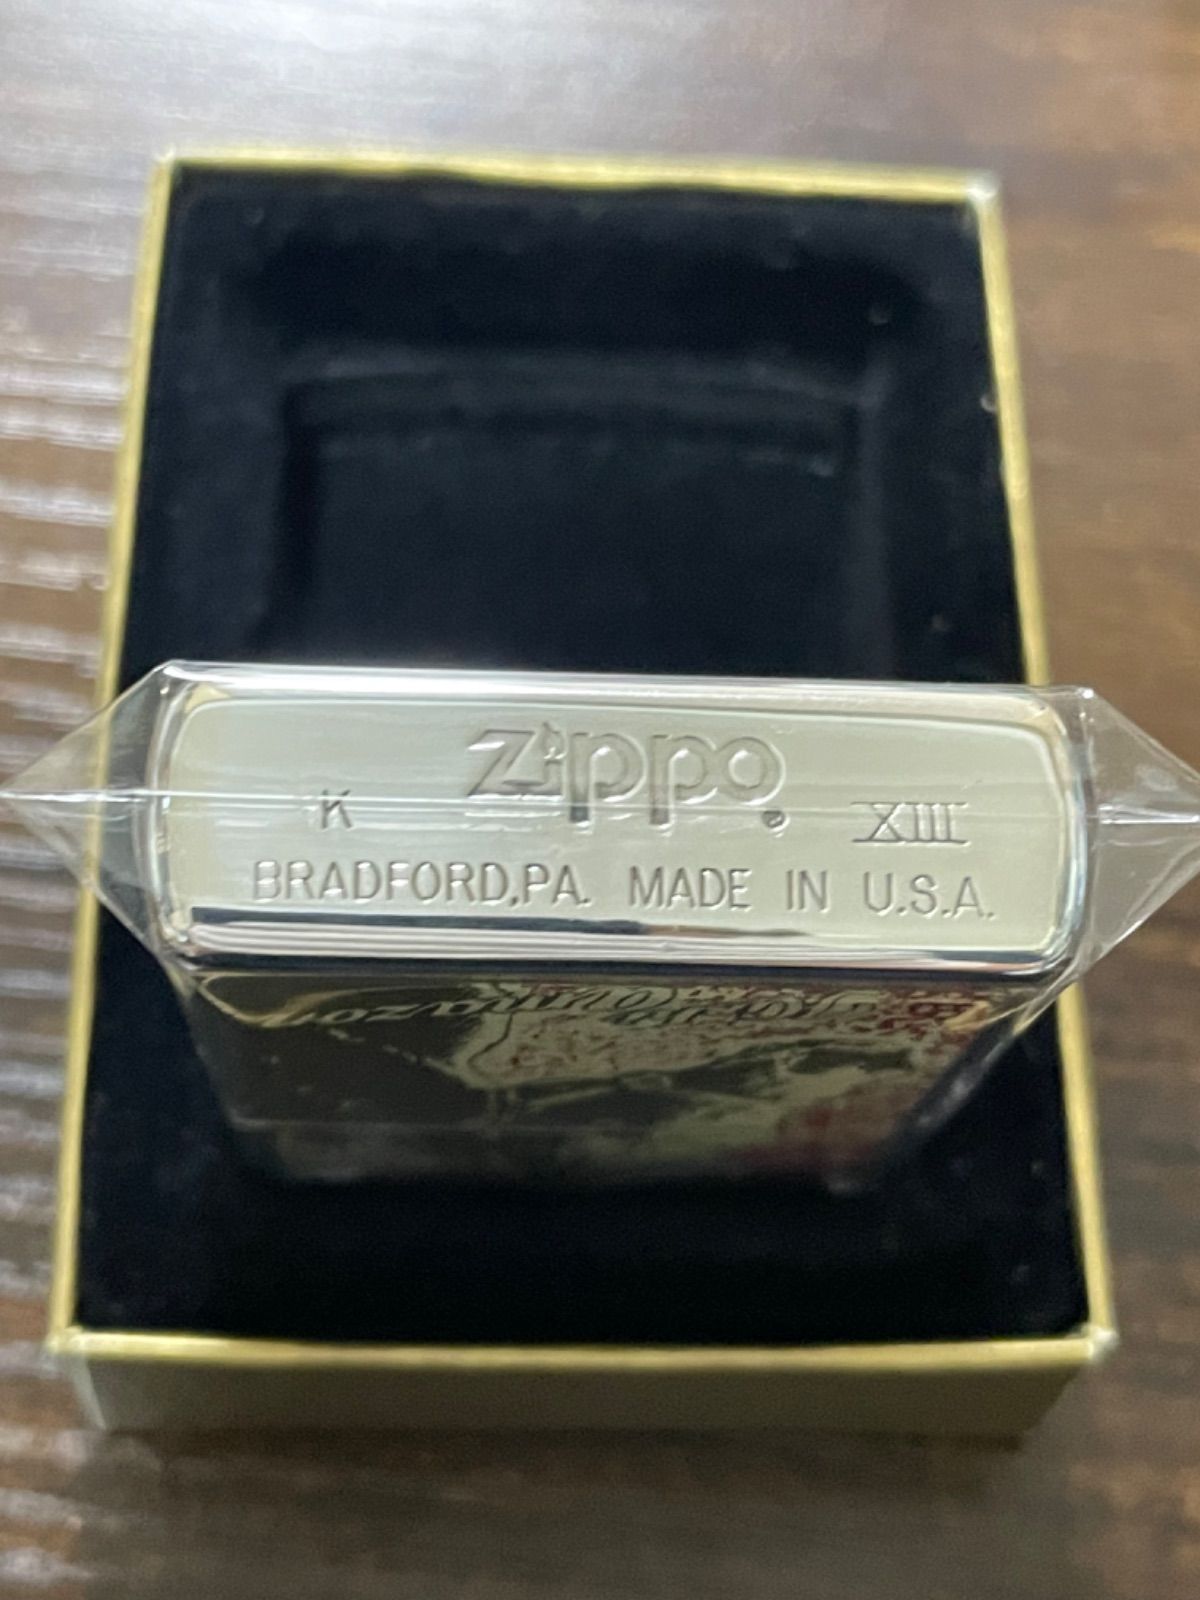 Zippo®
K XIII
BRADFORD,PA. MADE IN U.S.A.